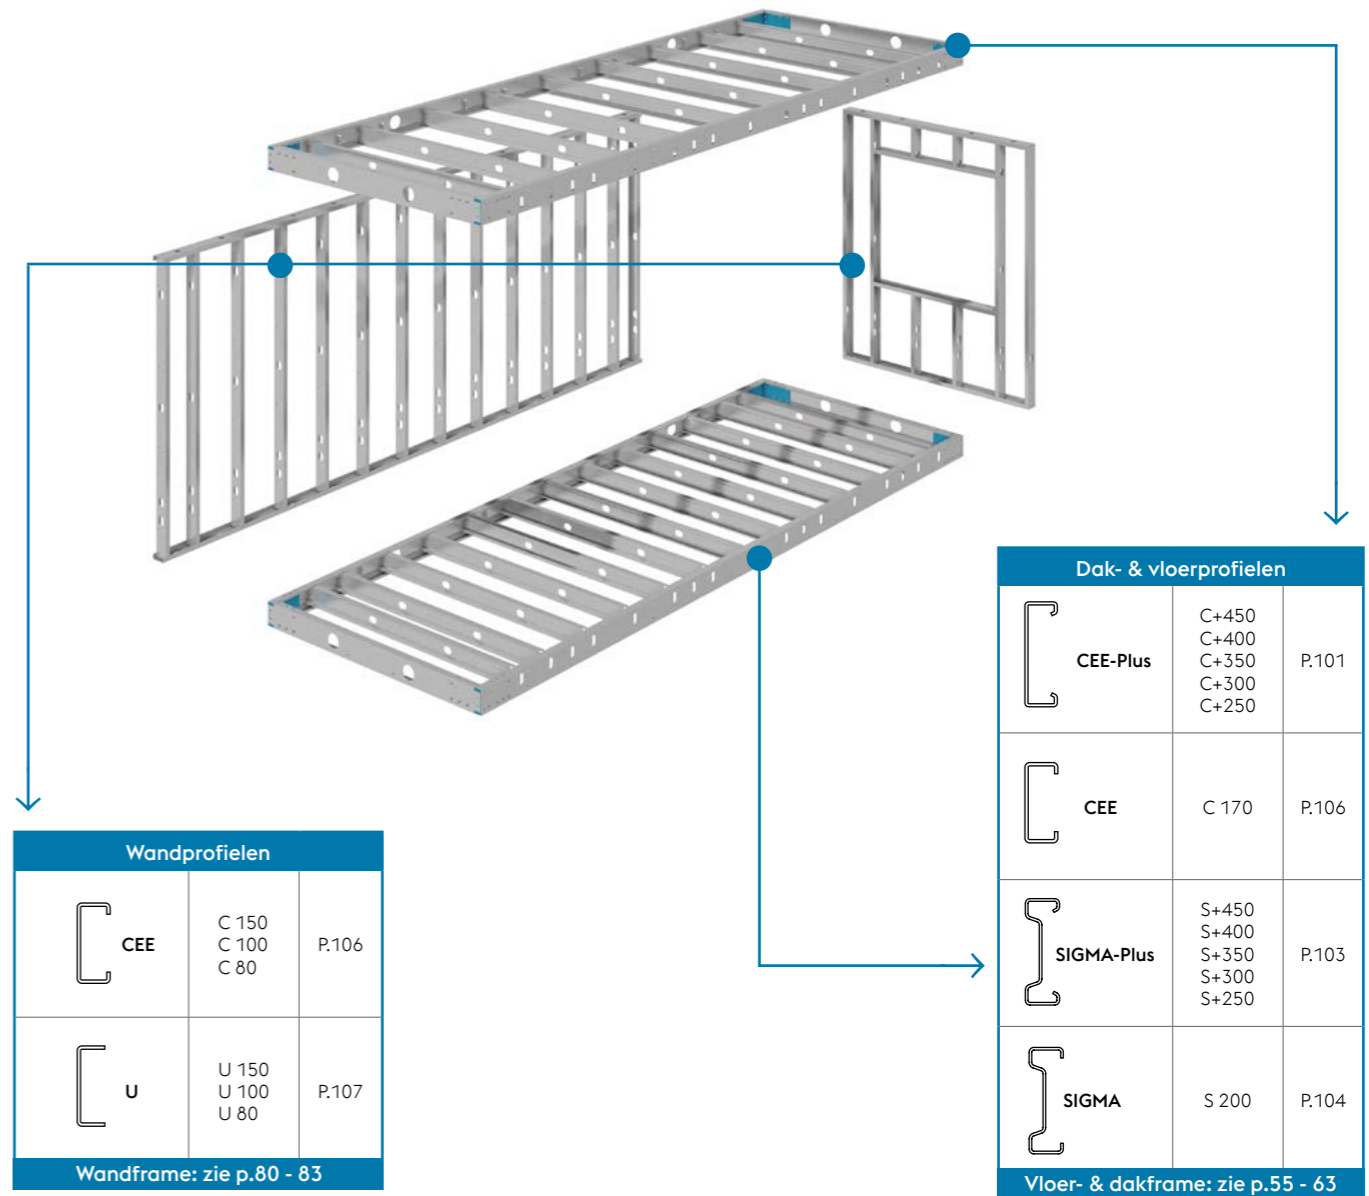 Dak- & vloerprofielen
CEE-Plus
C+450
C+400
C+350
C+300
C+250
P.101
CEE
C 170
P.106
SIGMA-Plus
S+450
S+400
S+350
S+300
S+250
P.103
SIGMA
S 200
P.104
Vloer- & dakframe: zie p.55 - 63
Wandprofielen
CEE
C 150
C 100
C 80
P.106
U
U 150
U 100
U 80
P.107
Wandframe: zie p.80 - 83